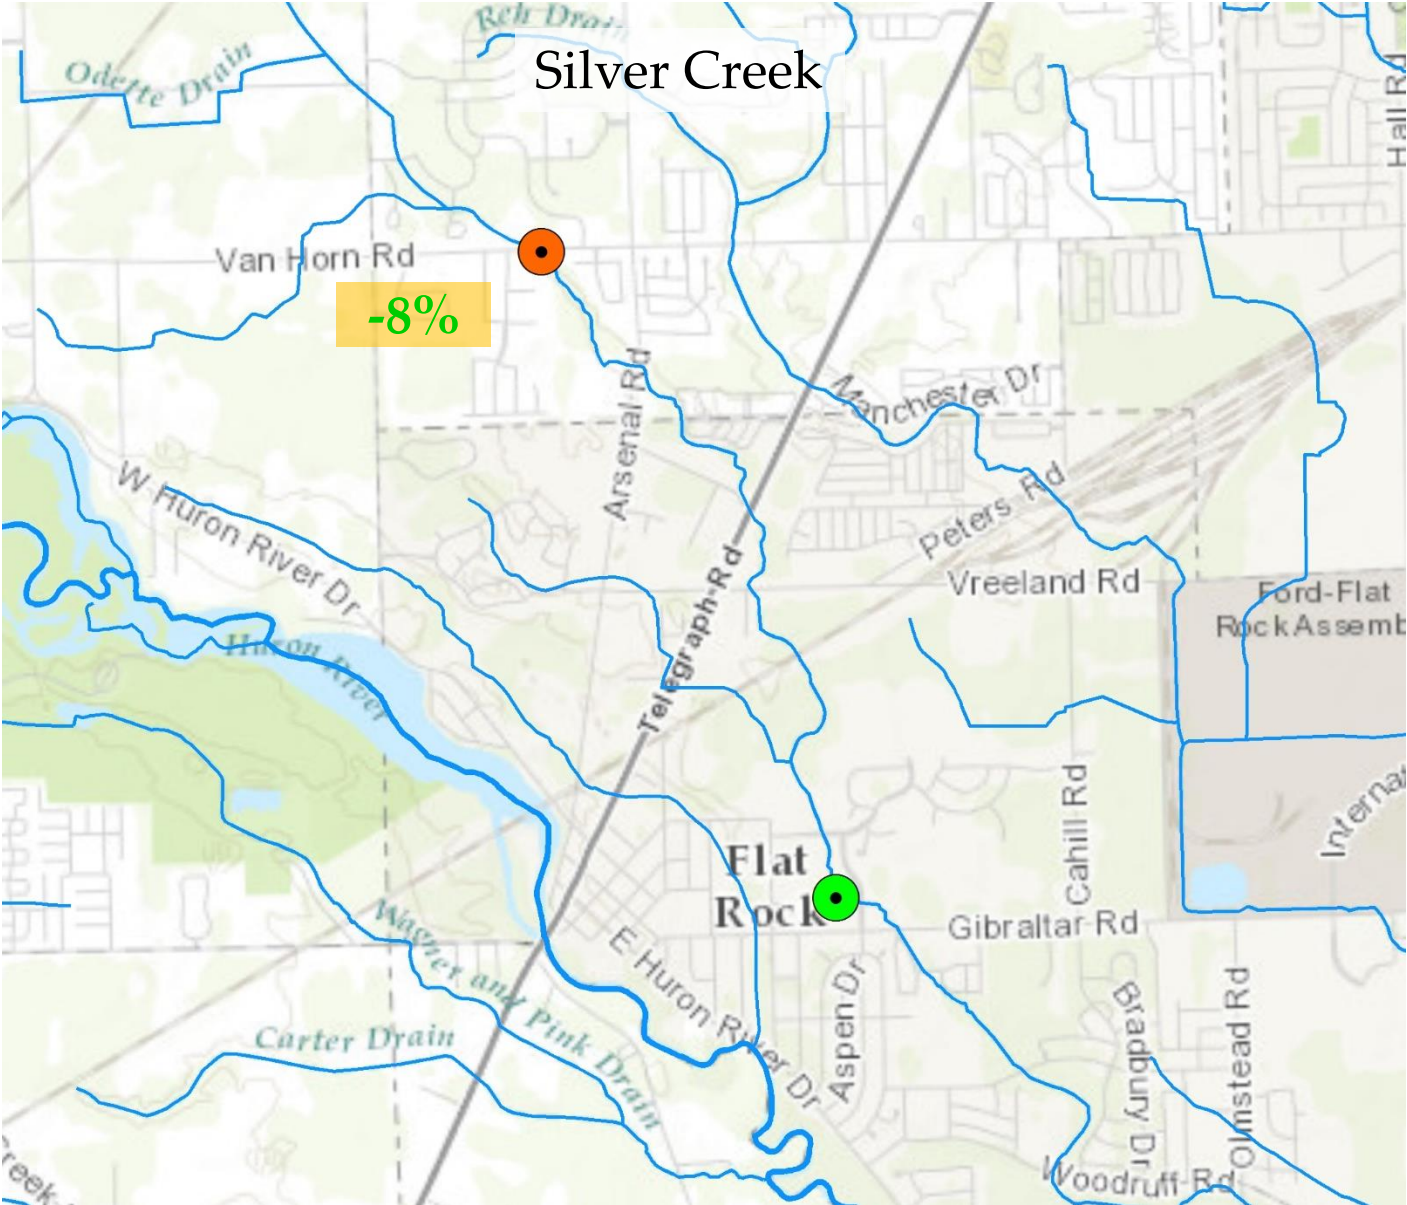 Reh Drain
Silver Creek
Odette Drain
Hall Rd
Van Horn Rd
-8%
Manchester Dr
Arsenal Rd
W Huron River Dr
Peters Rd
Vreeland Rd
Ford-Flat
Rock Assemb
Telegraph-Rd
Huron River
Cahill Rd
Internat
Flat
Rock
Gibraltar Rd
Wagner and Pink Drain
E Huron River Dr
Aspen Dr
Bradbury Dr
Olmstead Rd
Carter Drain
Woodruff Rd
reek